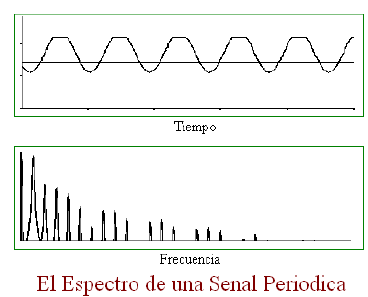 Tiempo
Frecuencia
El Espectro de una Senal Periodica